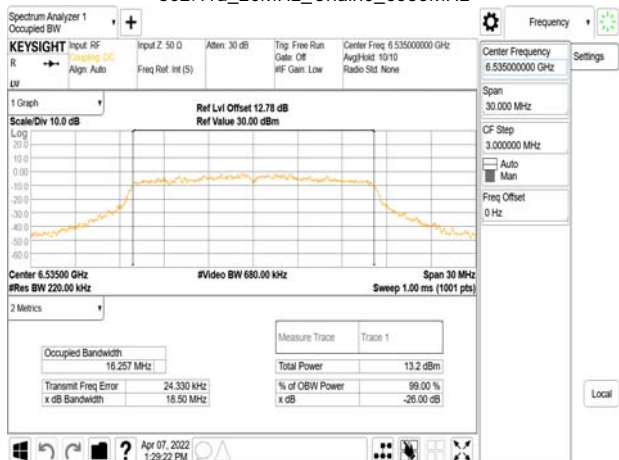 Spectrum Analyzer 1
Occupied BW
+
Frequency
KEYSIGHT
R
LVI
Input: RF
Coupling: DC
Align: Auto
Input Z: 50 Ω
Freq Ref: Int (S)
Atten: 30 dB
Trig: Free Run
Gate: Off
#IF Gain: Low
Center Freq: 6.535000000 GHz
Avg|Hold: 10/10
Radio Std: None
Center Frequency
6.535000000 GHz
Settings
Span
30.000 MHz
CF Step
3.000000 MHz
Auto
Man
Freq Offset
0 Hz
Local
1 Graph
Scale/Div 10.0 dB
Ref Lvl Offset 12.78 dB
Ref Value 30.00 dBm
Log
20.0
10.0
0.00
-10.0
-20.0
-30.0
-40.0
-50.0
-60.0
Center 6.53500 GHz
#Video BW 680.00 kHz
Span 30 MHz
#Res BW 220.00 kHz
Sweep 1.00 ms (1001 pts)
2 Metrics
Measure Trace
Trace 1
Occupied Bandwidth
16.257 MHz
Total Power
13.2 dBm
Transmit Freq Error
24.330 kHz
% of OBW Power
99.00 %
x dB Bandwidth
18.50 MHz
x dB
-26.00 dB
?
Apr 07, 2022
1:29:22 PM